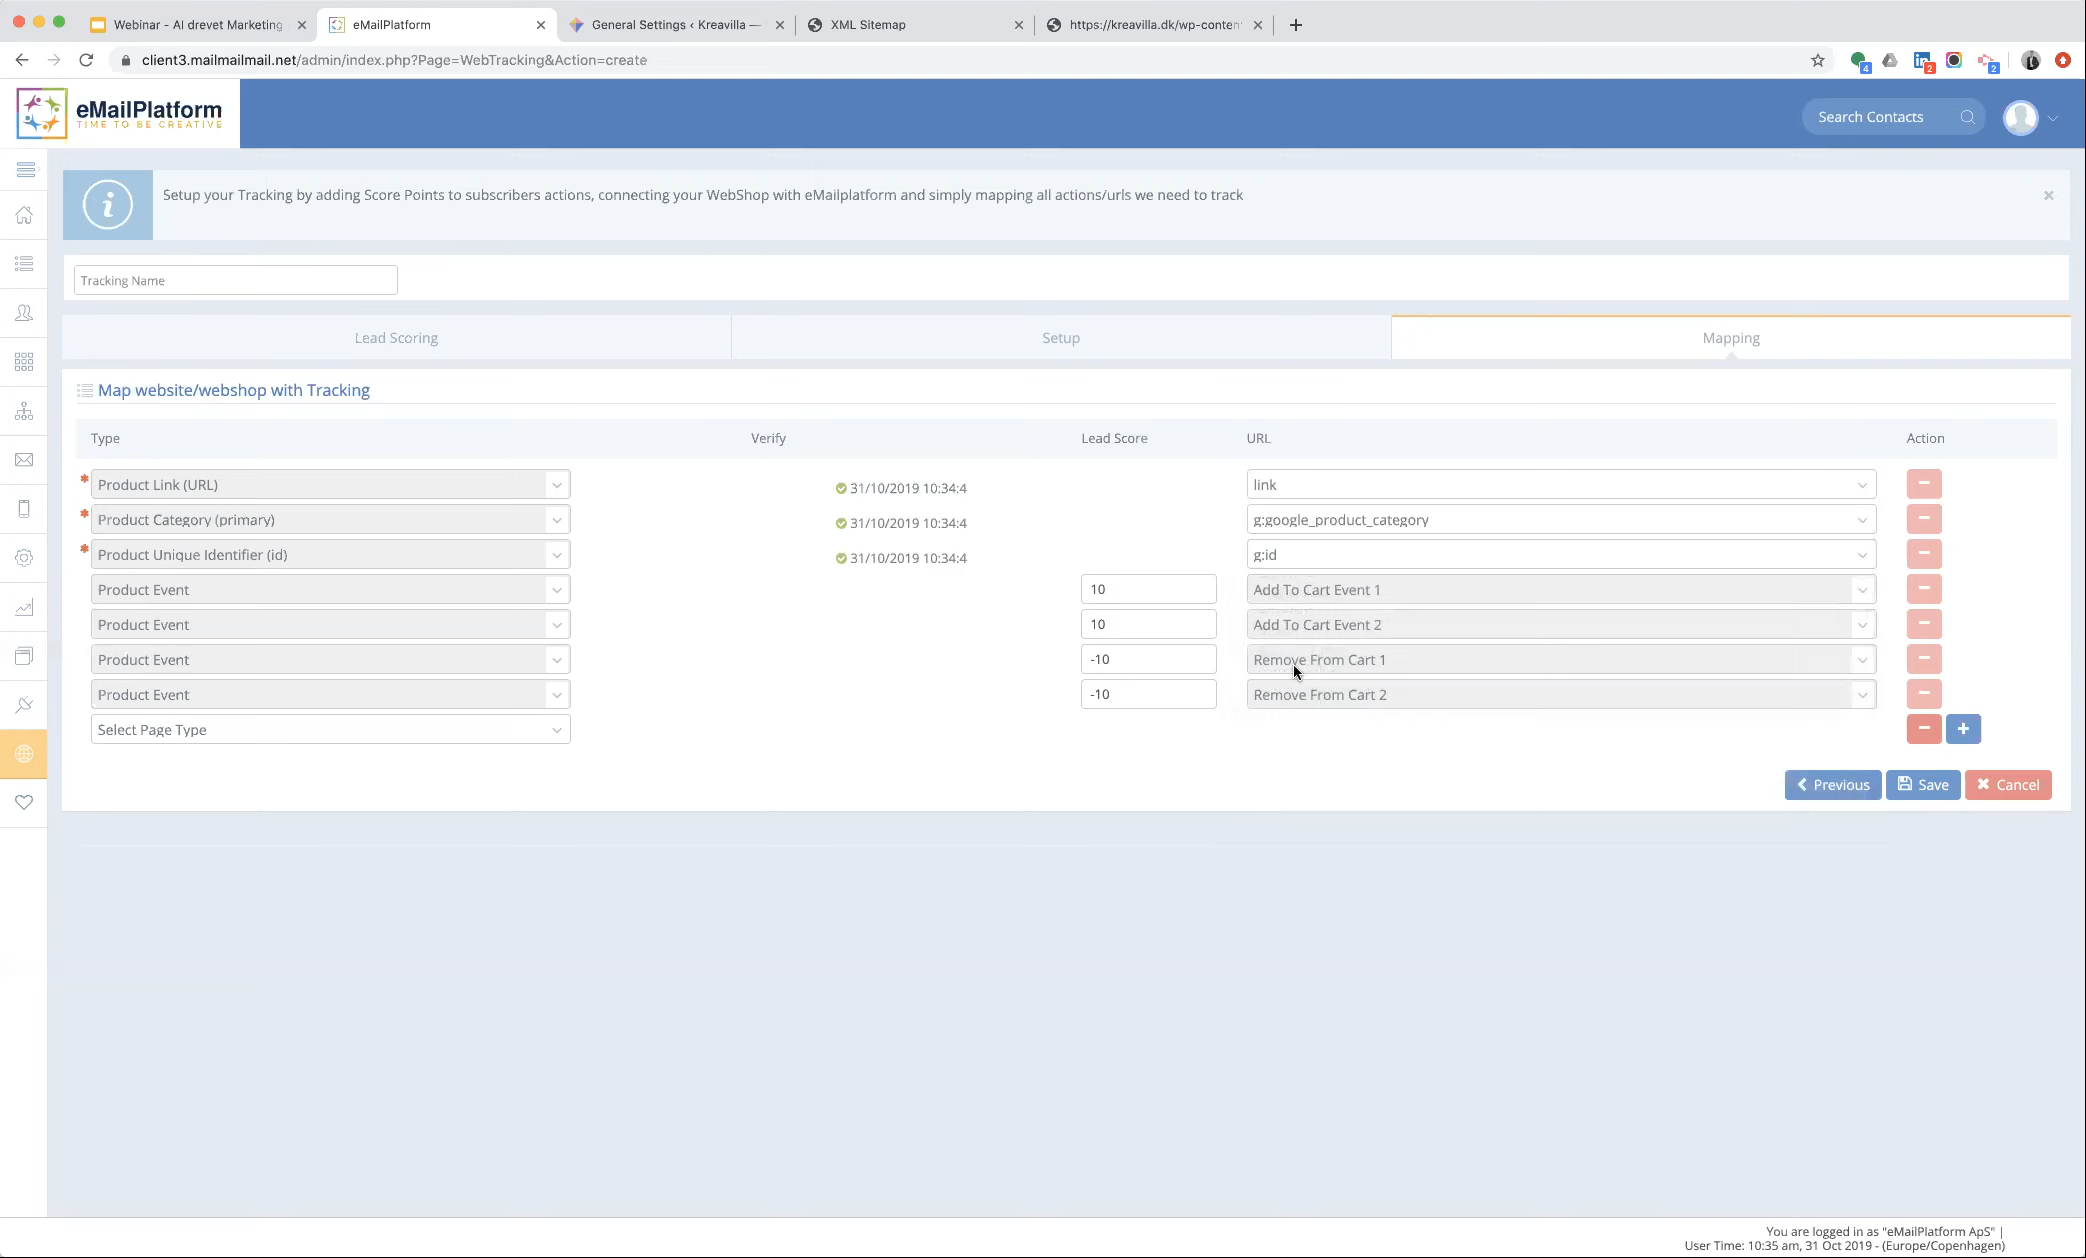 Webinar - AI drevet Marketing
eMailPlatform
General Settings ‹ Kreavilla —
XML Sitemap
https://kreavilla.dk/wp-conten
client3.mailmailmail.net/admin/index.php?Page=WebTracking&Action=create
4
2
2
eMailPlatform
TIME TO BE CREATIVE
Search Contacts
Setup your Tracking by adding Score Points to subscribers actions, connecting your WebShop with eMailplatform and simply mapping all actions/urls we need to track
Tracking Name
Lead Scoring
Setup
Mapping
Map website/webshop with Tracking
Type Verify Lead Score URL Action
* Product Link (URL) 31/10/2019 10:34:4 link
* Product Category (primary) 31/10/2019 10:34:4 g:google_product_category
* Product Unique Identifier (id) 31/10/2019 10:34:4 g:id
Product Event 10 Add To Cart Event 1
Product Event 10 Add To Cart Event 2
Product Event -10 Remove From Cart 1
Product Event -10 Remove From Cart 2
Select Page Type
Previous Save Cancel
You are logged in as "eMailPlatform ApS" |
User Time: 10:35 am, 31 Oct 2019 - (Europe/Copenhagen)